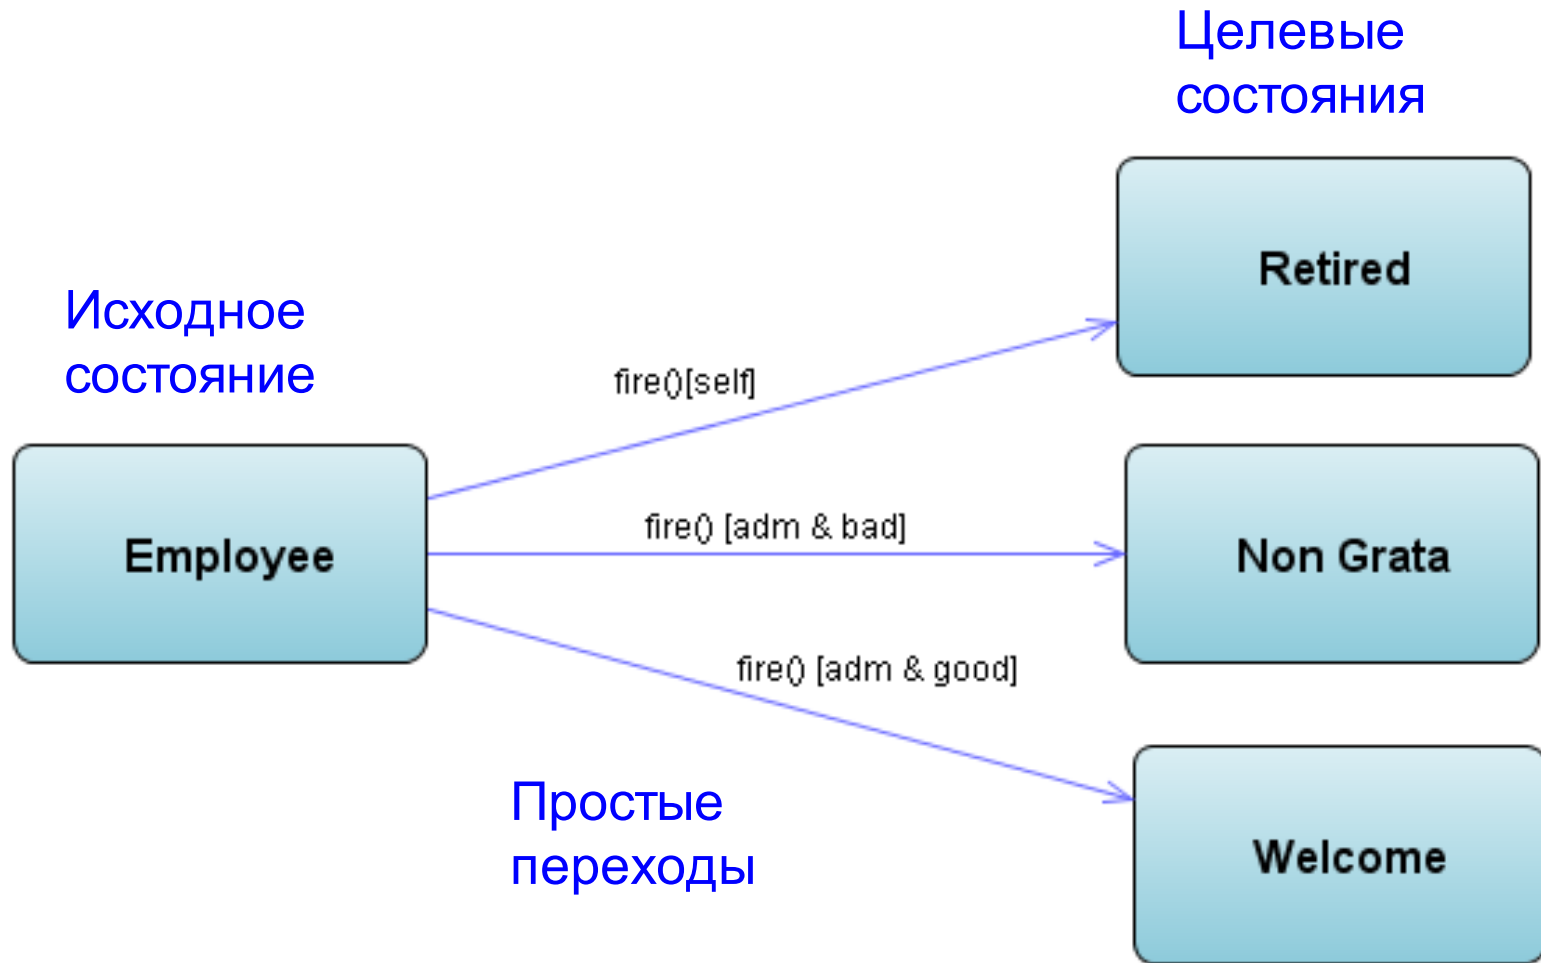 Целевые
состояния
Retired
Исходное
состояние
fire()[self]
Employee
fire() [adm & bad]
Non Grata
fire() [adm & good]
Простые
переходы
Welcome